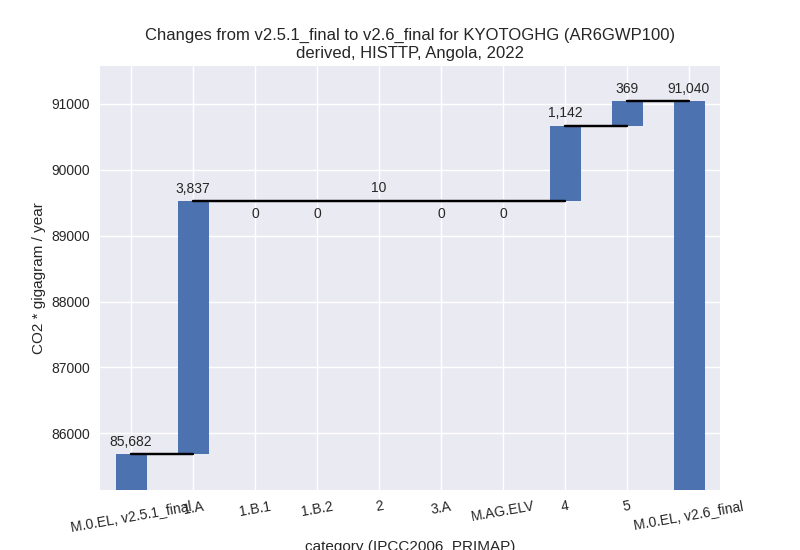 Changes from v2.5.1_final to v2.6_final for KYOTOGHG (AR6GWP100)
derived, HISTTP, Angola, 2022
91000
90000
89000
88000
87000
86000
CO2 * gigagram / year
85,682
3,837
0
0
10
0
0
1,142
369
91,040
M.0.EL, v2.5.1_final
1.A
1.B.1
1.B.2
2
3.A
M.AG.ELV
4
5
M.0.EL, v2.6_final
category (IPCC2006_PRIMAP)